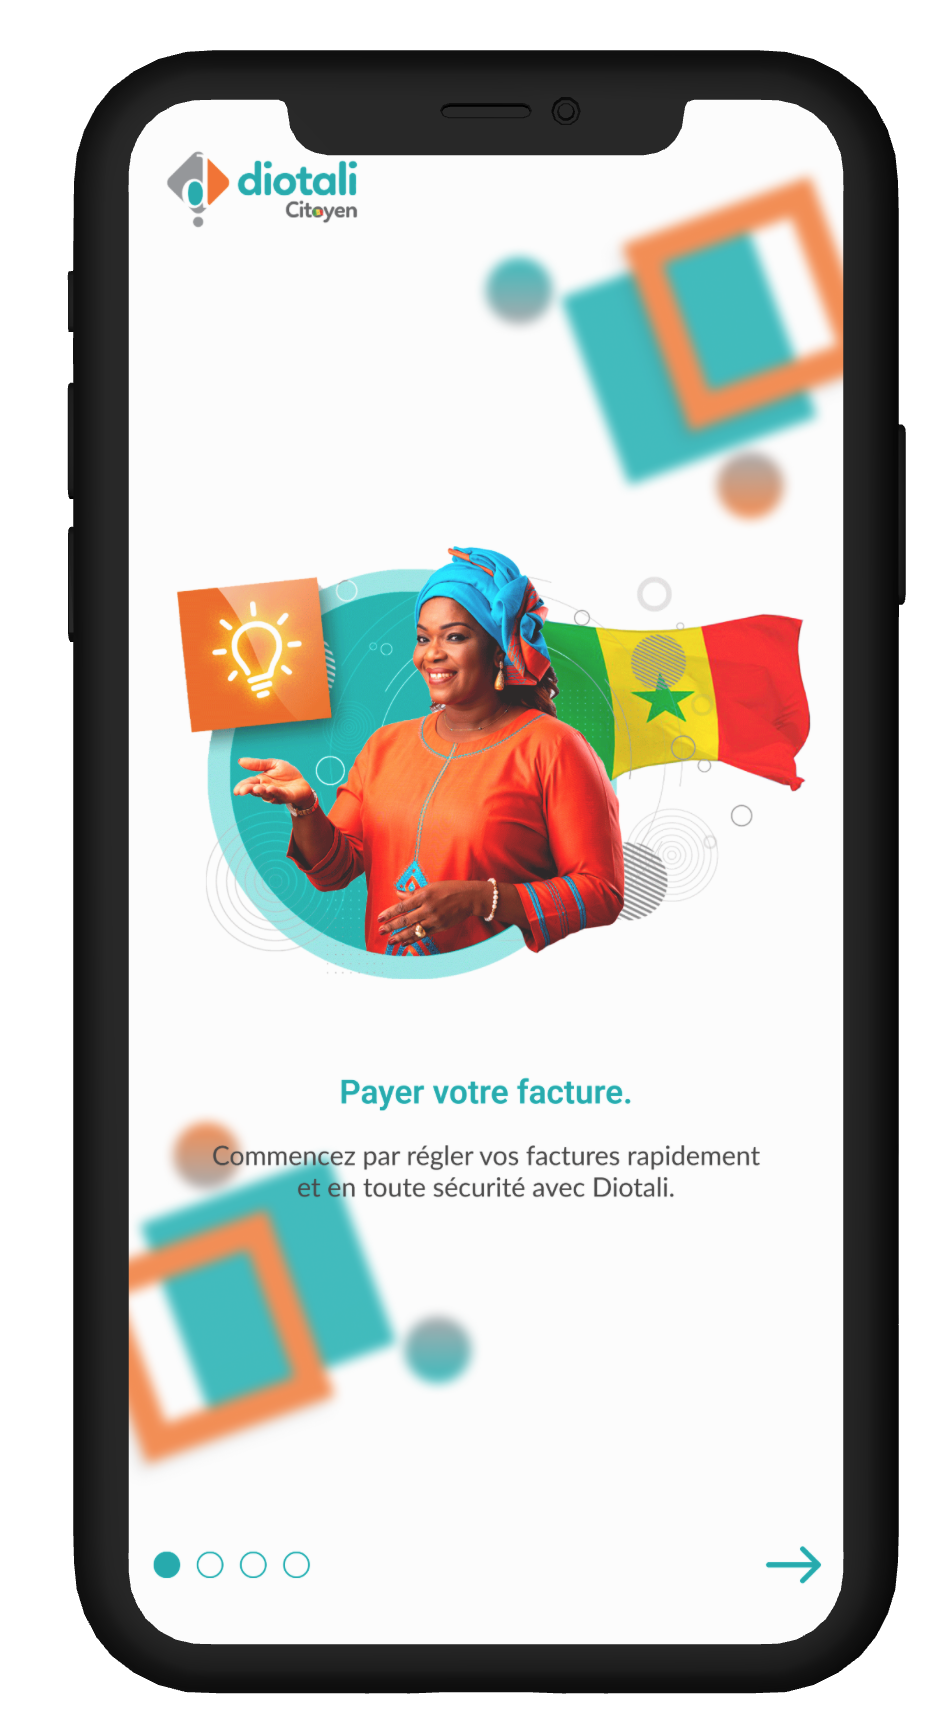 diotali
Citoyen
Payer votre facture.
Commencez par régler vos factures rapidement
et en toute sécurité avec Diotali.